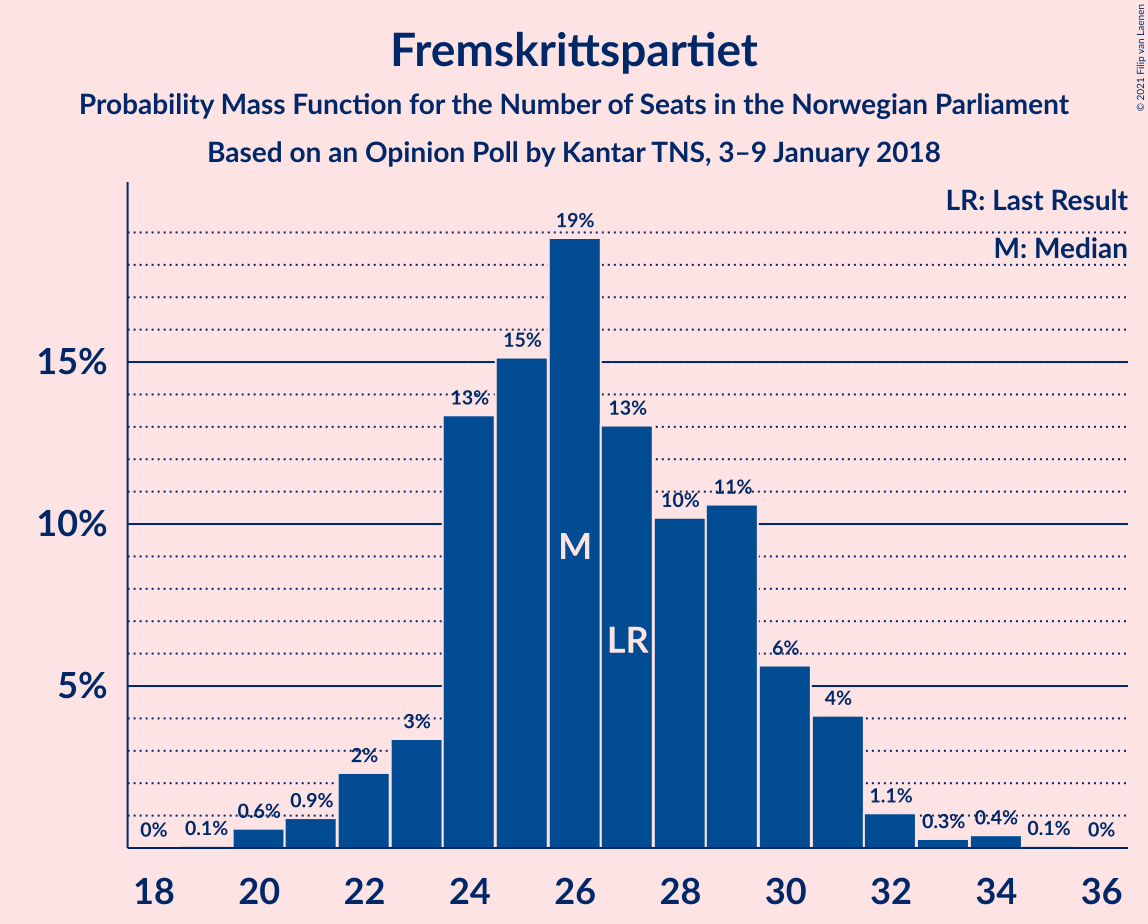 Fremskrittspartiet
Probability Mass Function for the Number of Seats in the Norwegian Parliament
Based on an Opinion Poll by Kantar TNS, 3–9 January 2018
© 2021 Filip van Laenen
LR: Last Result
M: Median
15%
10%
5%
0%
0.1%
0.6%
0.9%
2%
3%
13%
15%
19%
13%
10%
11%
6%
4%
1.1%
0.3%
0.4%
0.1%
0%
M
LR
18 20 22 24 26 28 30 32 34 36